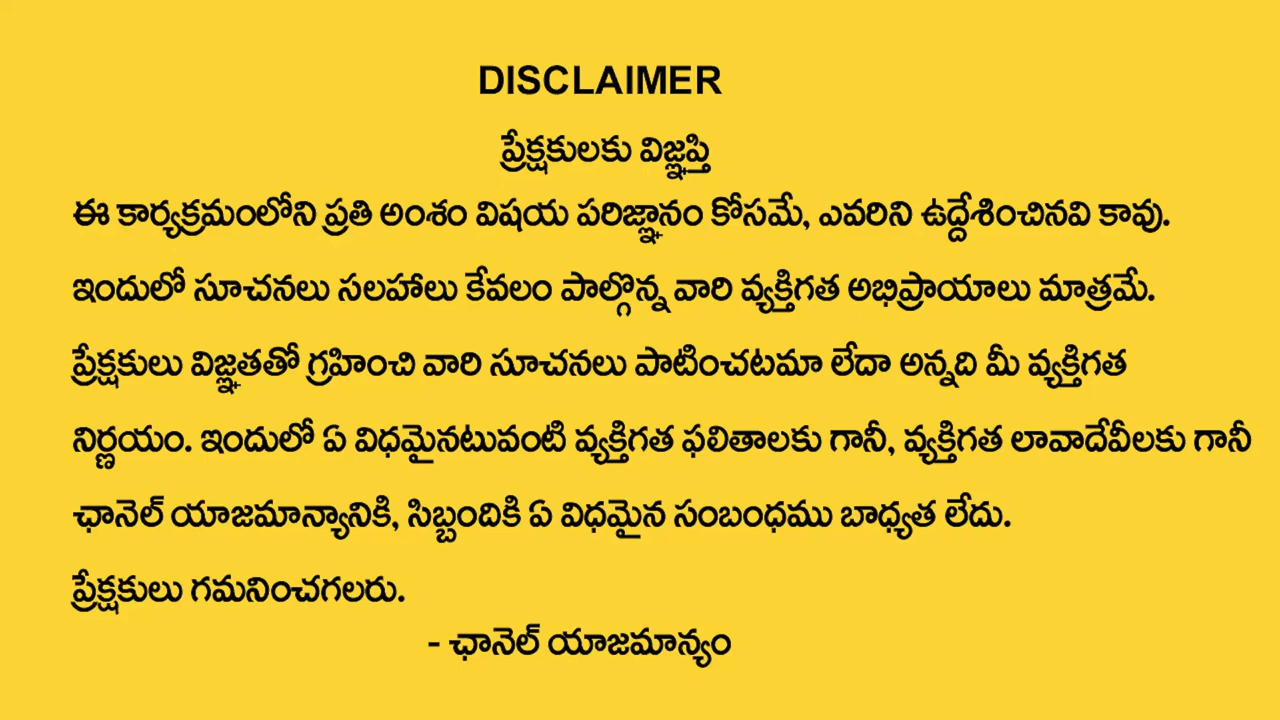 DISCLAIMER
ప్రేక్షకులకు విజ్ఞప్తి
ఈ కార్యక్రమంలోని ప్రతి అంశం విషయ పరిజ్ఞానం కోసమే, ఎవరిని ఉద్దేశించినవి కావు.
ఇందులో సూచనలు సలహాలు కేవలం పాల్గొన్న వారి వ్యక్తిగత అభిప్రాయాలు మాత్రమే.
ప్రేక్షకులు విజ్ఞతతో గ్రహించి వారి సూచనలు పాటించటమా లేదా అన్నది మీ వ్యక్తిగత
నిర్ణయం. ఇందులో ఏ విధమైనటువంటి వ్యక్తిగత ఫలితాలకు గానీ, వ్యక్తిగత లావాదేవీలకు గానీ
ఛానెల్ యాజమాన్యానికి, సిబ్బందికి ఏ విధమైన సంబంధము బాధ్యత లేదు.
ప్రేక్షకులు గమనించగలరు.
- ఛానెల్ యాజమాన్యం